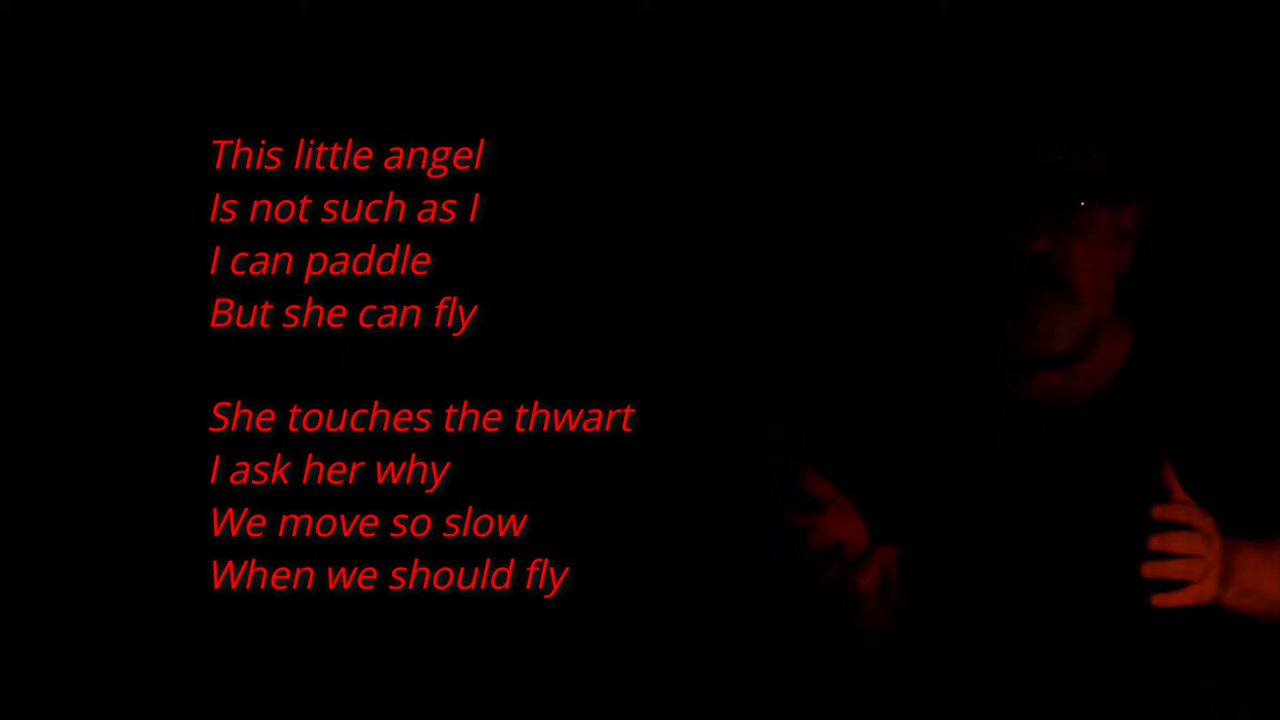 This little angel
Is not such as I
I can paddle
But she can fly
She touches the thwart
I ask her why
We move so slow
When we should fly